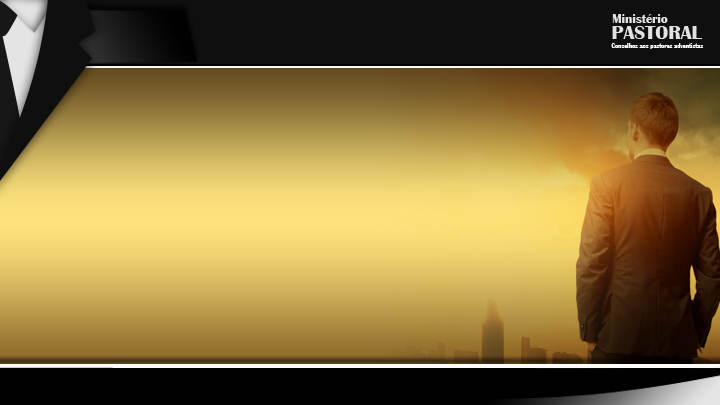 Ministério
PASTORAL
Conselhos aos pastores adventistas